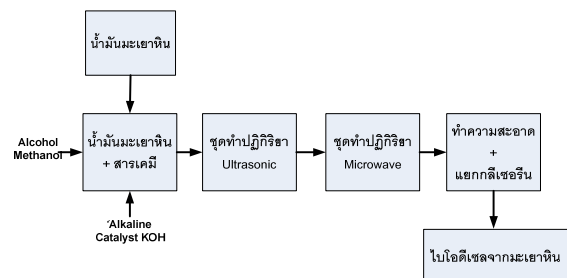 น้ำมันมะเยาหิน
Alcohol
Methanol
น้ำมันมะเยาหิน
+ สารเคมี
ชุดทำปฏิกิริยา
Ultrasonic
ชุดทำปฏิกิริยา
Microwave
ทำความสะอาด
+
แยกกลีเซอรีน
Alkaline
Catalyst KOH
ไบโอดีเซลจากมะเยาหิน